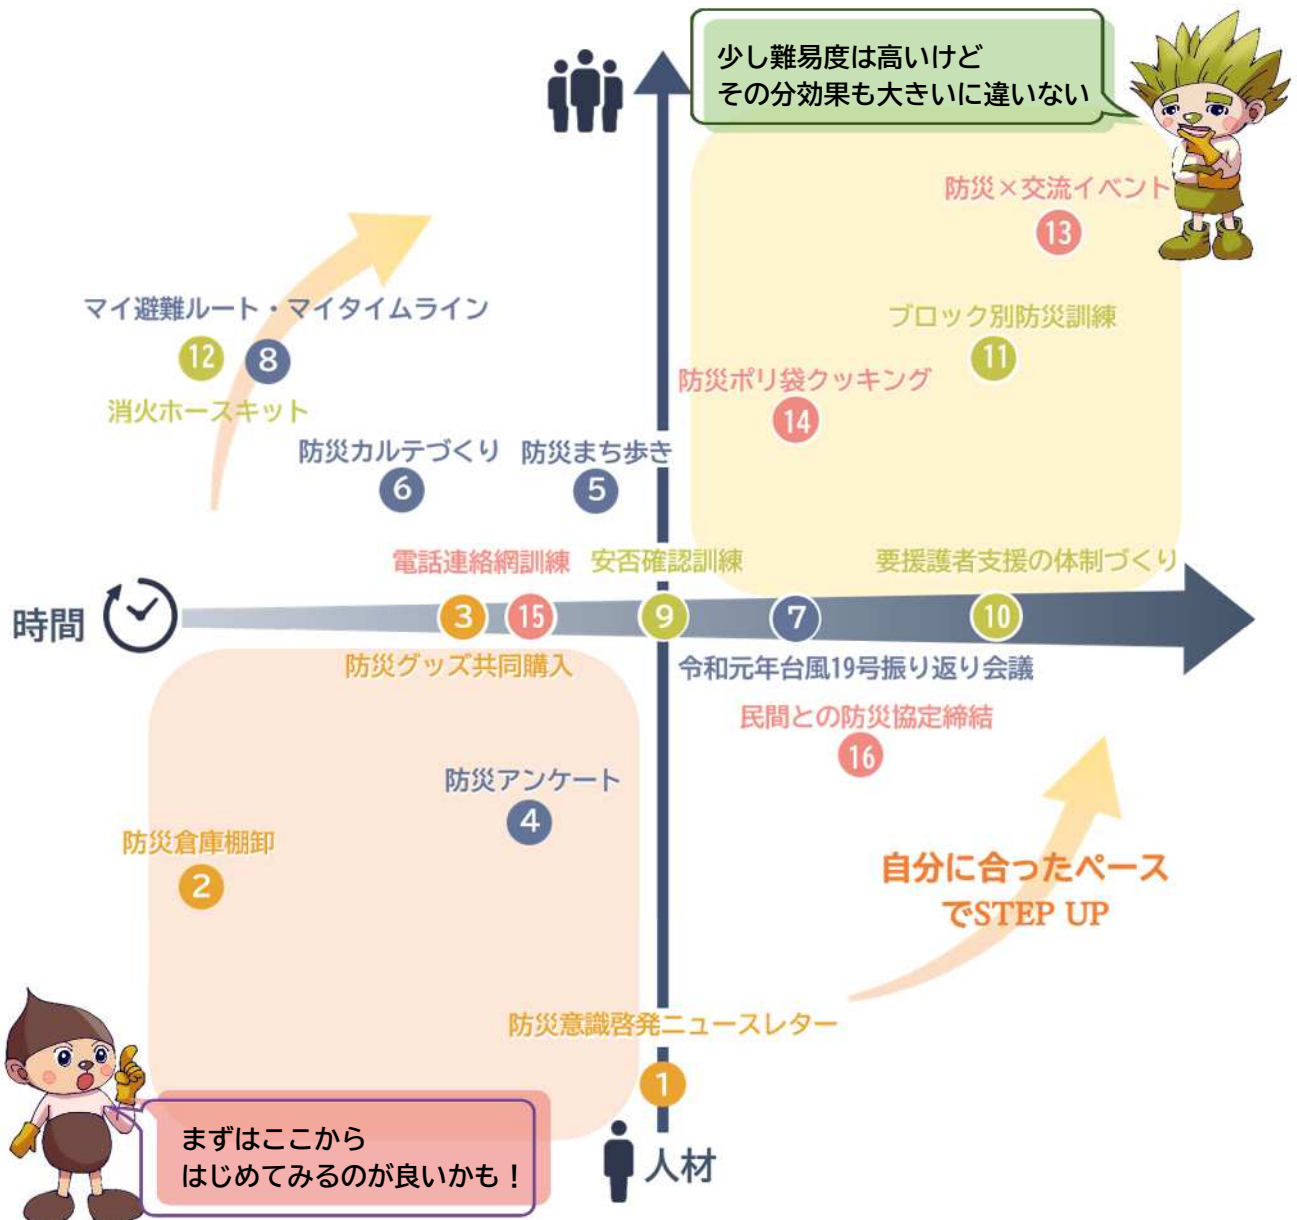 少し難易度は高いけど
その分効果も大きいに違いない
防災×交流イベント
13
マイ避難ルート・マイタイムライン
12
8
消火ホースキット
ブロック別防災訓練
11
防災ポリ袋クッキング
14
防災カルテづくり
6
防災まち歩き
5
電話連絡網訓練
安否確認訓練
要援護者支援の体制づくり
時間
3
15
9
7
10
防災グッズ共同購入
令和元年台風19号振り返り会議
民間との防災協定締結
16
防災アンケート
4
防災倉庫棚卸
2
自分に合ったペース
でSTEP UP
防災意識啓発ニュースレター
1
まずはここから
はじめてみるのが良いかも！
人材